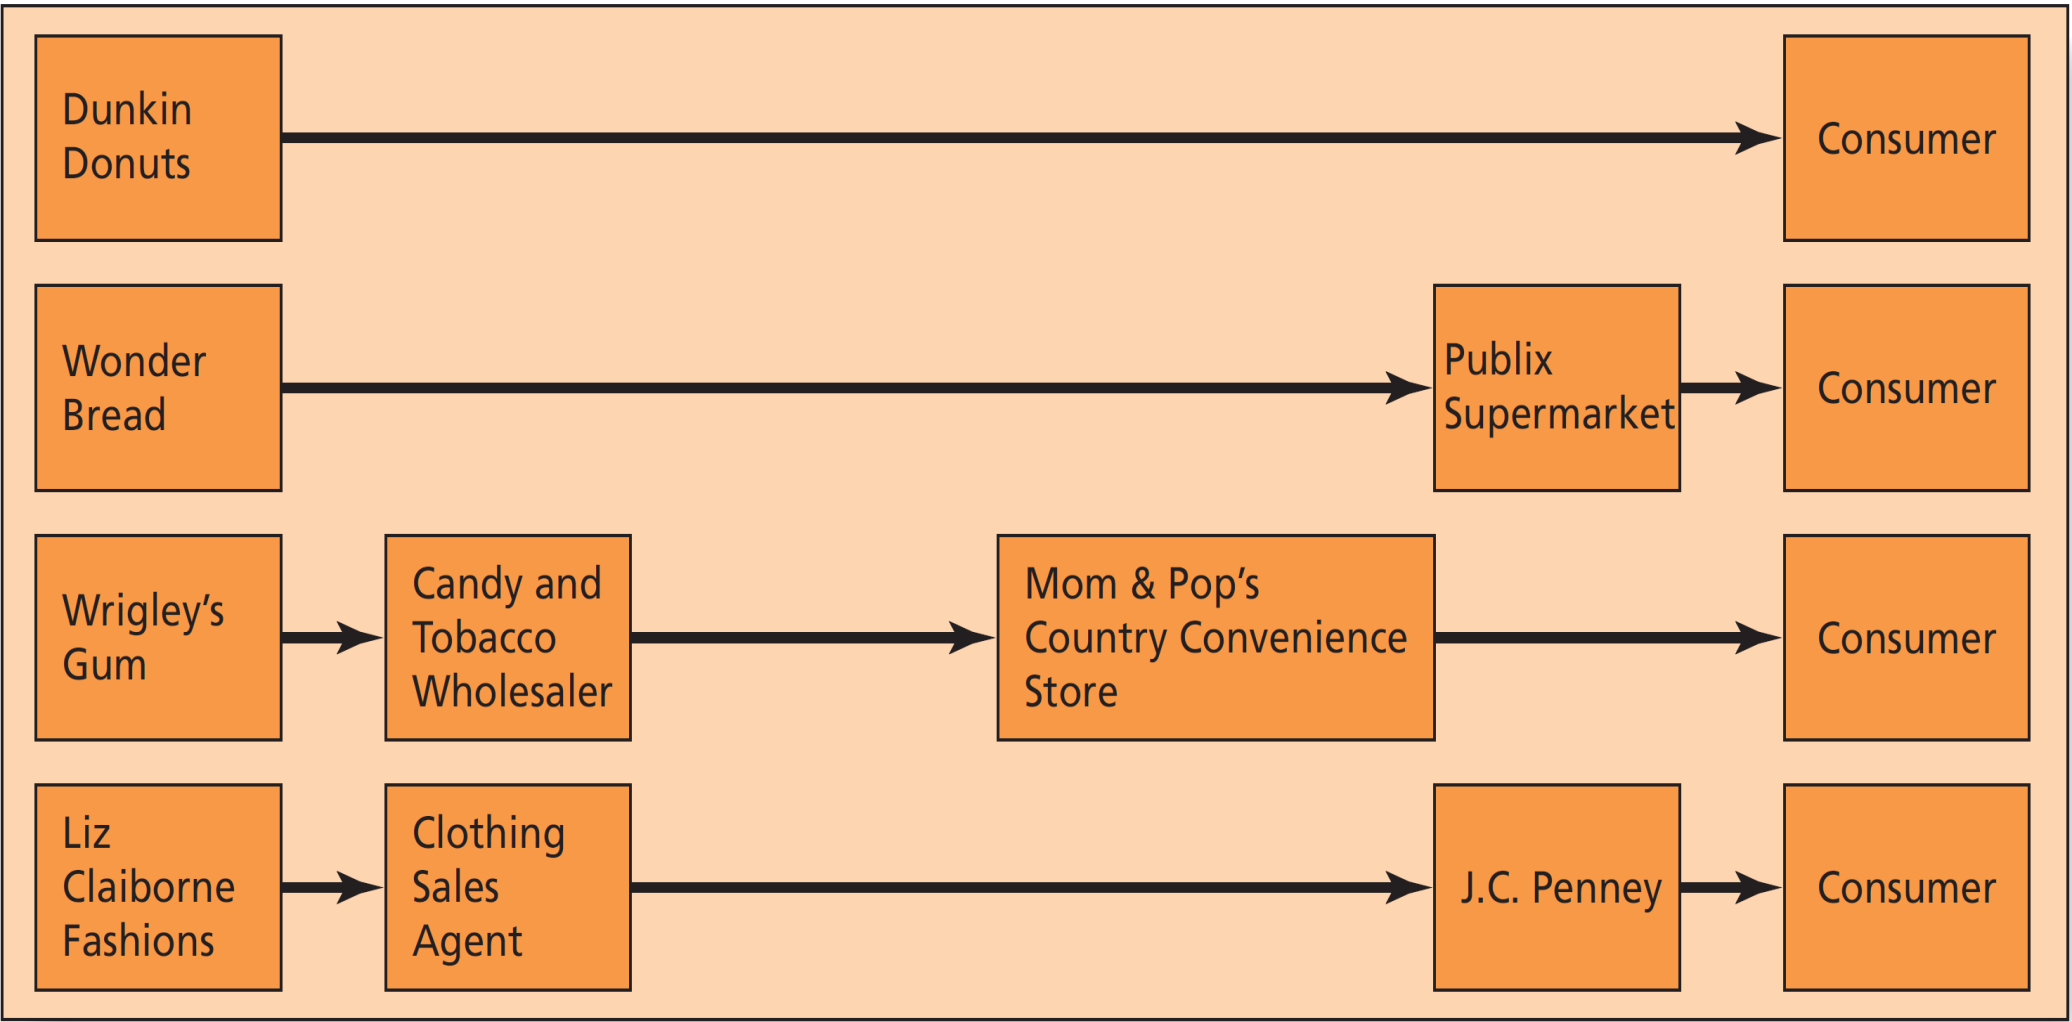 Dunkin
Donuts
Consumer
Wonder
Bread
Publix
Supermarket
Consumer
Wrigley’s
Gum
Candy and
Tobacco
Wholesaler
Mom & Pop’s
Country Convenience
Store
Consumer
Liz
Claiborne
Fashions
Clothing
Sales
Agent
J.C. Penney
Consumer